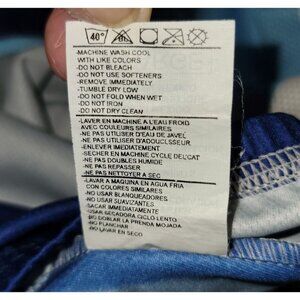 40°
-MACHINE WASH COOL
WITH LIKE COLORS
-DO NOT BLEACH
-DO NOT USE SOFTENERS
-REMOVE IMMEDIATELY
-TUMBLE DRY LOW
-DO NOT FOLD WHEN WET
-DO NOT IRON
-DO NOT DRY CLEAN
-LAVER EN MACHINE A L'EAU FROID
AVEC COULEURS SIMILAIRES
-NE PAS UTILISER D'EAU DE JAVEL
-NE PAS UTILISER D'ADOUCLSSEUR
-ENLEVER IMEDIATEMENT
-SECHER EN MACHINE CYCLE DELICAT
-NE PAS DOUBLES HUMIDE
-NE PAS REPASSER
-NE PAS NETTOYER A SEC
-LAVAR A MAQUINA EN AGUA FRIA
CON COLORES SIMILARES
-NO USAR BLANQUEADORES
-NO USAR SUAVIZANTES
-SACAR IMMEDIATAMENTE
-USAR SECADORA CICLO LENTO
-NO DOBLAR LA PRENDA MOJADA
-NO PLANCHAR
-NO LAVAR EN SECO